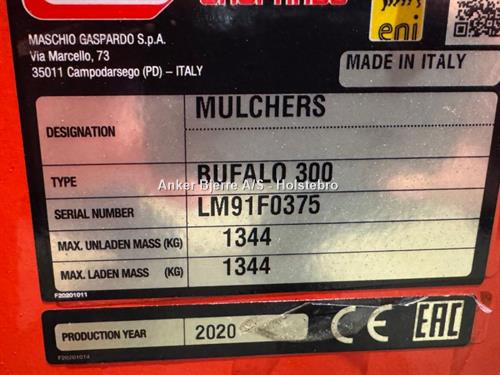 MASCHIO GASPARDO S.p.A.
Via Marcello, 73
35011 Campodarsego (PD) - ITALY
eni
MADE IN ITALY
DESIGNATION MULCHERS
TYPE BUFALO 300
Anker Bjerre A/S - Holstebro
SERIAL NUMBER LM91F0375
MAX. UNLADEN MASS (KG) 1344
MAX. LADEN MASS (KG) 1344
F20201011
PRODUCTION YEAR 2020 CE EAC
F20201014